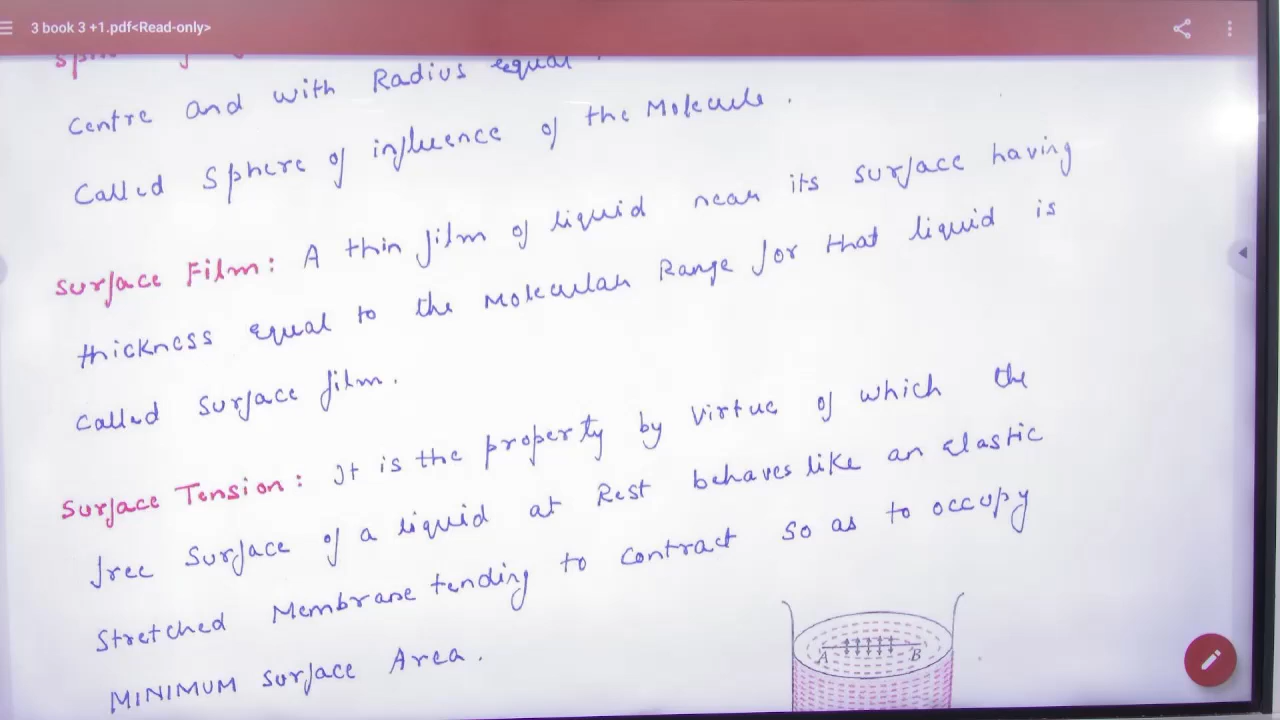 3 book 3 +1.pdf<Read-only>
Centre and with Radius equal
Called Sphere of influence of the Molecule.
Surface Film: A thin film of liquid near its surface having
thickness equal to the Molecular Range for that liquid is
Called Surface film.
Surface Tension: It is the property by virtue of which the
free Surface of a liquid at Rest behaves like an Elastic
Stretched Membrane tending to contract so as to occupy
MINIMUM Surface Area.
A B